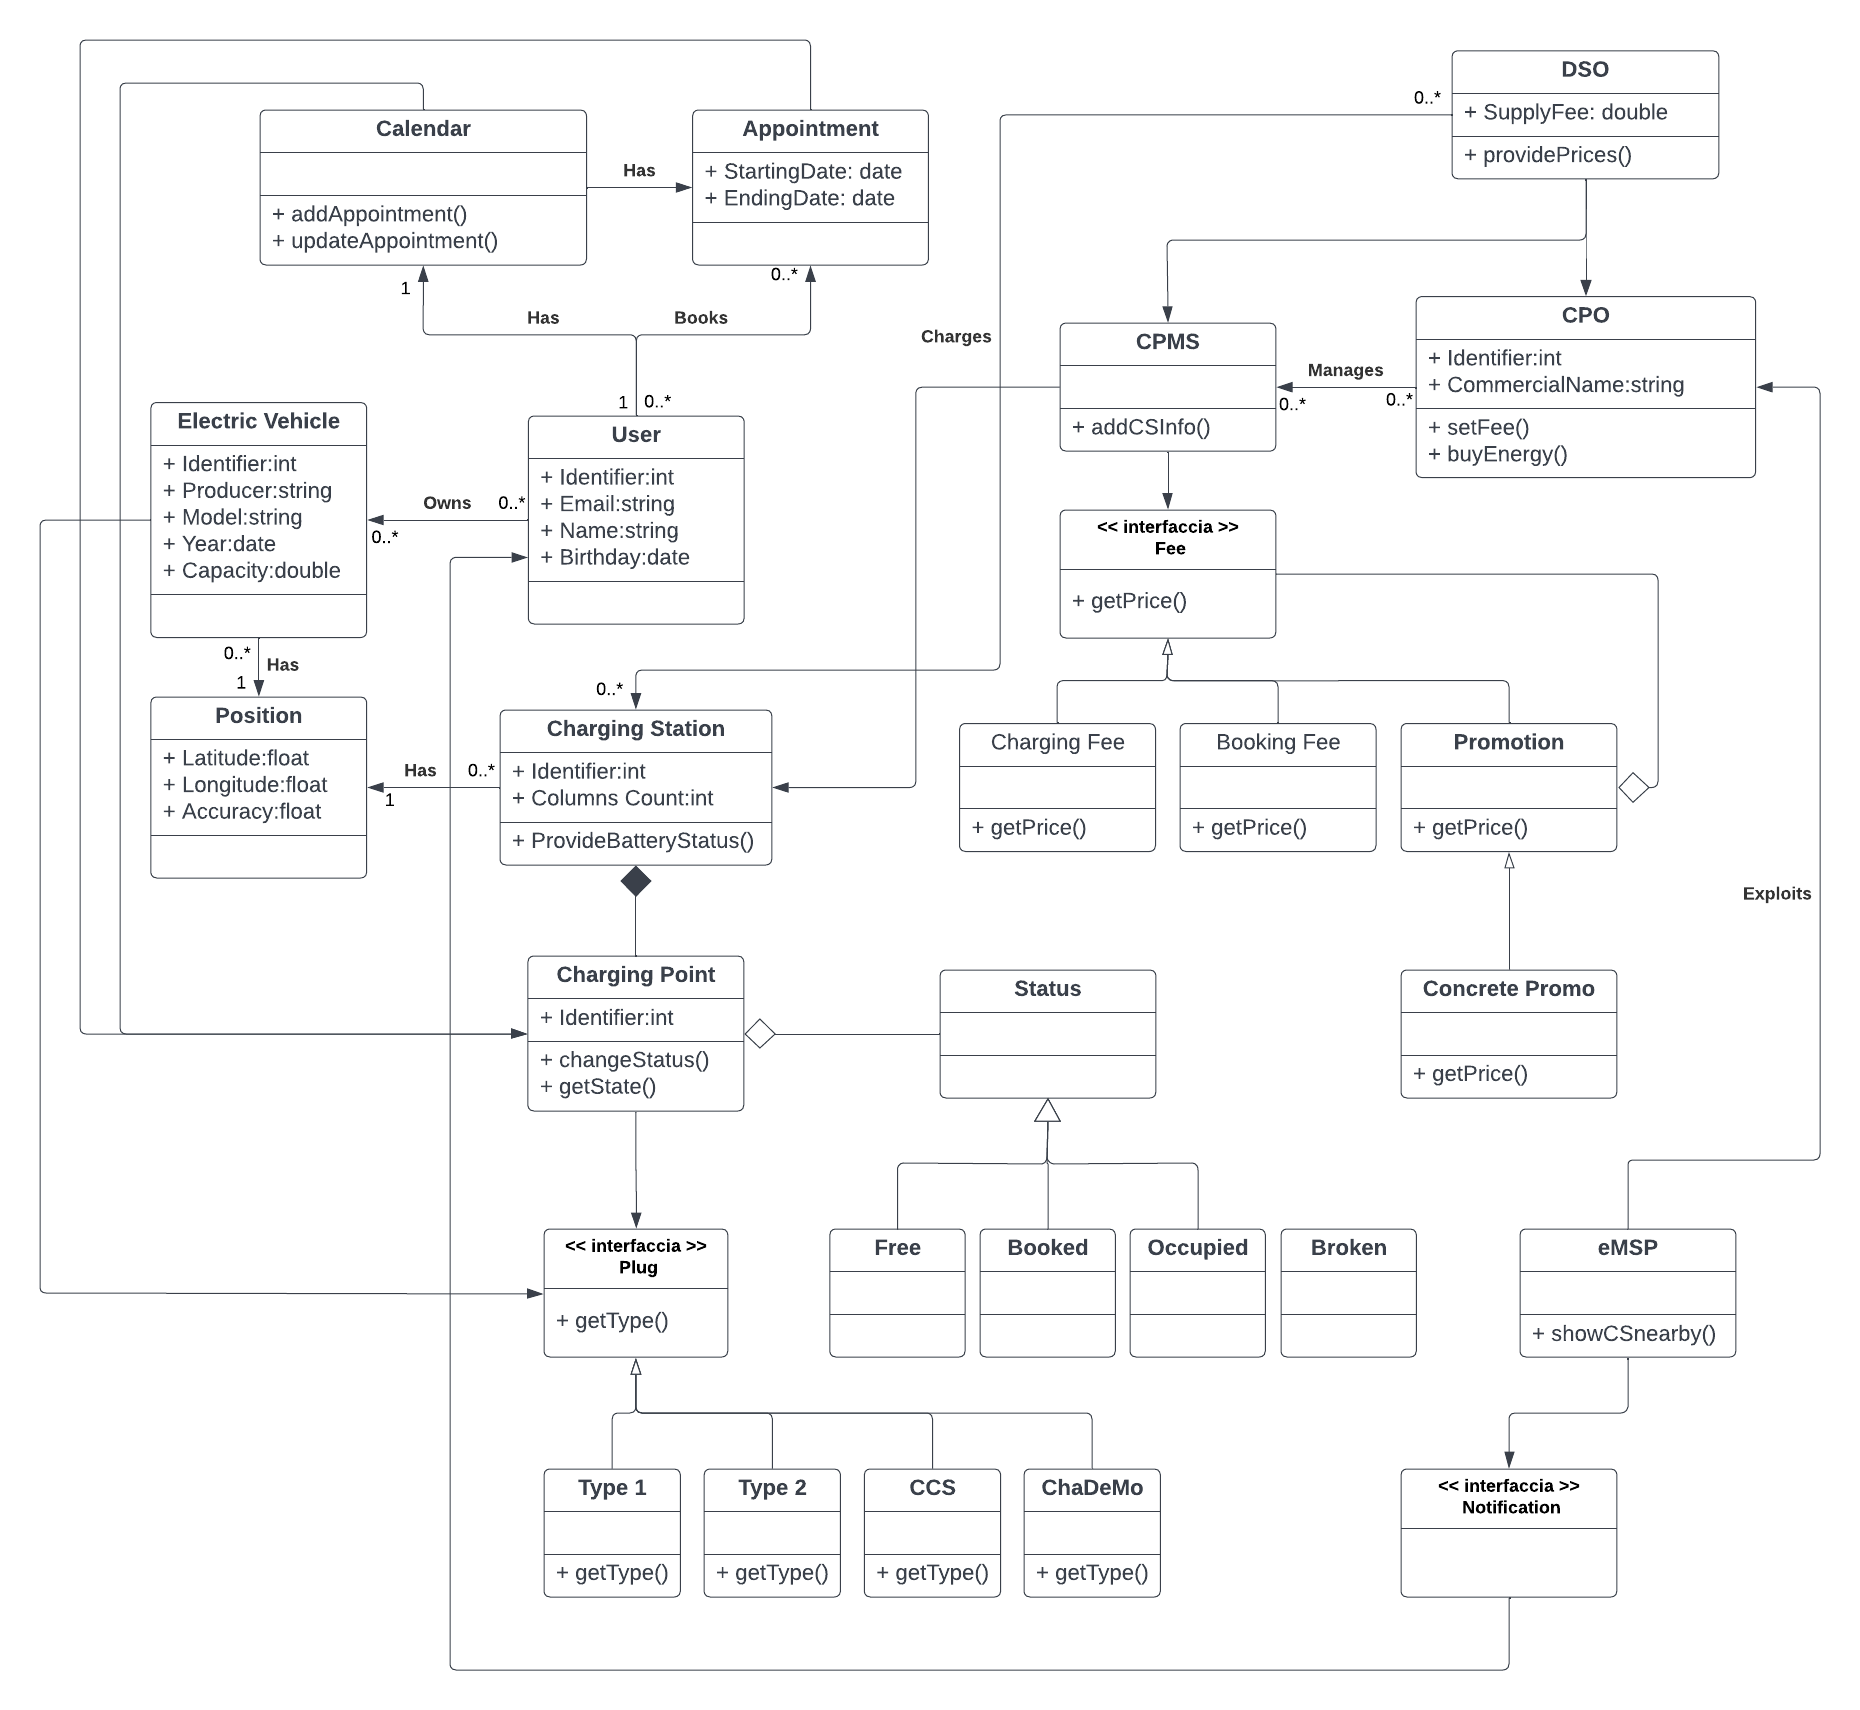 DSO
+ SupplyFee: double
+ providePrices()
0..*
Calendar
+ addAppointment()
+ updateAppointment()
Has
Appointment
+ StartingDate: date
+ EndingDate: date
1
0..*
Has
Books
1
0..*
Charges
CPMS
+ addCSInfo()
Manages
0..*
0..*
CPO
+ Identifier:int
+ CommercialName:string
+ setFee()
+ buyEnergy()
Electric Vehicle
+ Identifier:int
+ Producer:string
+ Model:string
+ Year:date
+ Capacity:double
Owns
0..*
0..*
User
+ Identifier:int
+ Email:string
+ Name:string
+ Birthday:date
<< interfaccia >>
Fee
+ getPrice()
0..*
Has
1
Position
+ Latitude:float
+ Longitude:float
+ Accuracy:float
Has
0..*
1
0..*
Charging Station
+ Identifier:int
+ Columns Count:int
+ ProvideBatteryStatus()
Charging Fee
+ getPrice()
Booking Fee
+ getPrice()
Promotion
+ getPrice()
Exploits
Charging Point
+ Identifier:int
+ changeStatus()
+ getState()
Status
Concrete Promo
+ getPrice()
<< interfaccia >>
Plug
+ getType()
Free
Booked
Occupied
Broken
eMSP
+ showCSnearby()
Type 1
+ getType()
Type 2
+ getType()
CCS
+ getType()
ChaDeMo
+ getType()
<< interfaccia >>
Notification